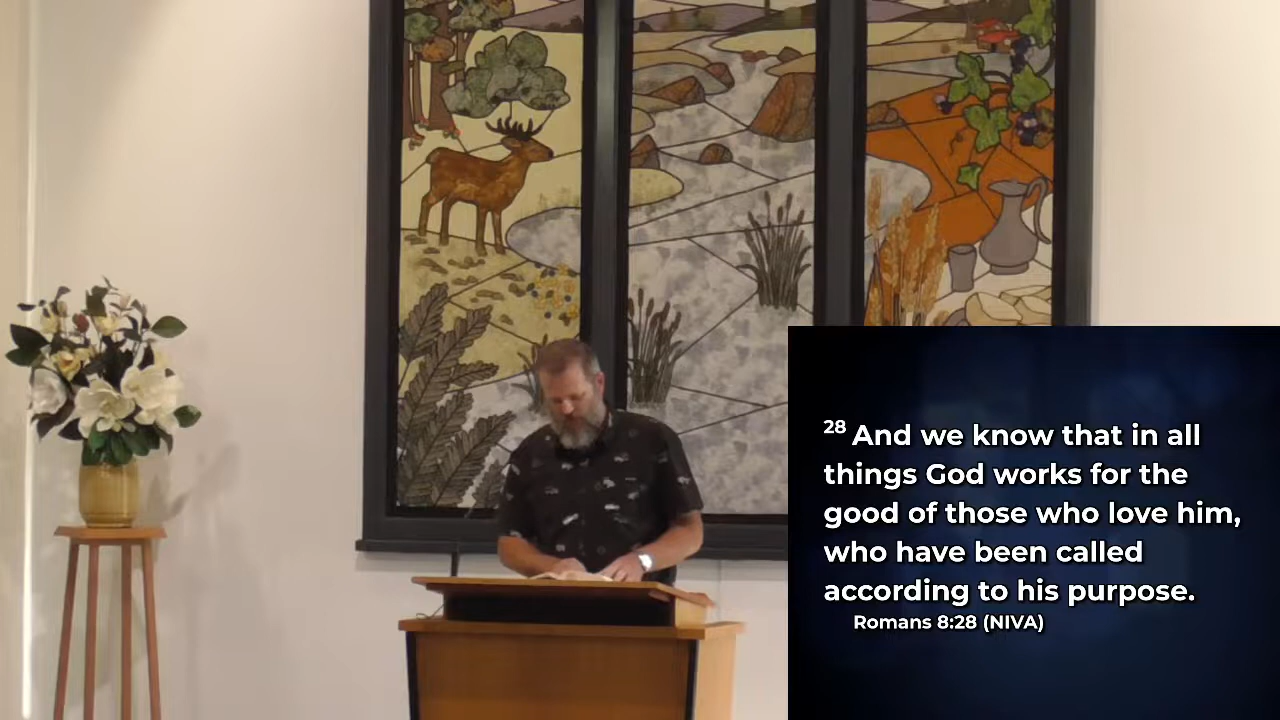 28 And we know that in all
things God works for the
good of those who love him,
who have been called
according to his purpose.
Romans 8:28 (NIVA)